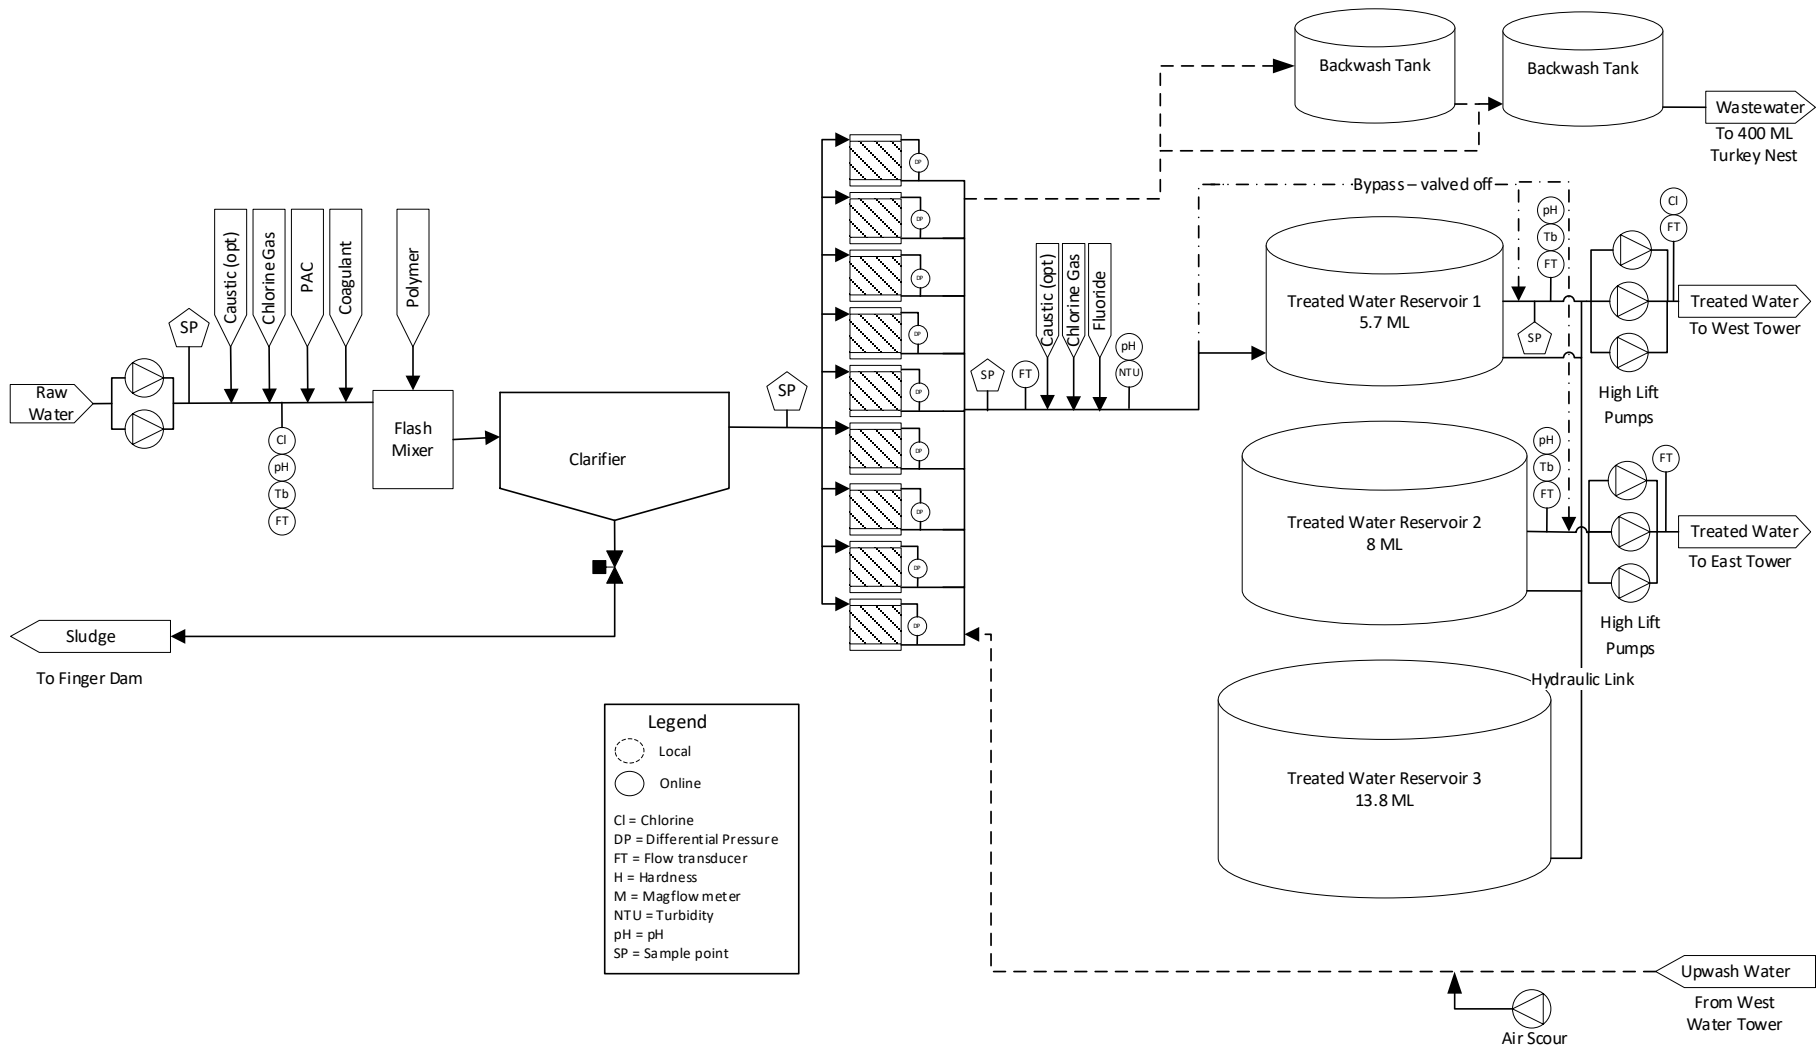 Backwash Tank
Backwash Tank
Wastewater
To 400 ML
Turkey Nest
Bypass – valved off
Caustic (opt)
Chlorine Gas
PAC
Coagulant
Polymer
SP
Raw
Water
Cl
pH
Tb
FT
Flash
Mixer
Clarifier
SP
Sludge
To Finger Dam
DP
DP
DP
DP
DP
DP
DP
DP
DP
SP
FT
Caustic (opt)
Chlorine Gas
Fluoride
pH
NTU
Treated Water Reservoir 1
5.7 ML
SP
pH
Tb
FT
Cl
FT
Treated Water
To West Tower
High Lift
Pumps
Treated Water Reservoir 2
8 ML
pH
Tb
FT
FT
Treated Water
To East Tower
High Lift
Pumps
Hydraulic Link
Treated Water Reservoir 3
13.8 ML
Legend
Local
Online
Cl = Chlorine
DP = Differential Pressure
FT = Flow transducer
H = Hardness
M = Magflow meter
NTU = Turbidity
pH = pH
SP = Sample point
Upwash Water
From West
Water Tower
Air Scour